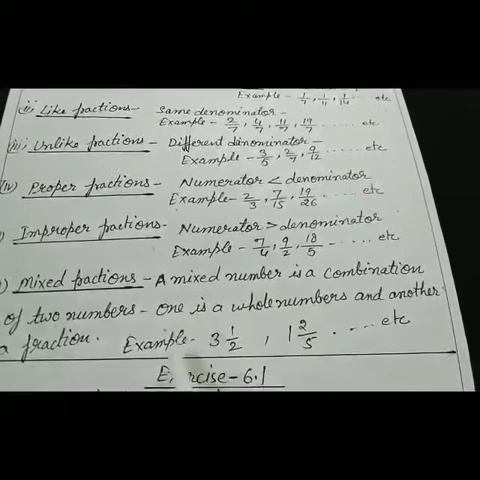 Example - 1/7, 1/11, 1/14 ... etc
ii) Like fractions - Same denominator -
Example - 2/7, 4/7, 11/7, 19/7 ...... etc
(iii) Unlike fractions - Different dinominator -
Example - 3/5, 2/7, 9/12 ...... etc
(iv) Proper fractions - Numerator < denominator
Example - 2/3, 7/15, 19/26 ...... etc
) Improper fractions - Numerator > denominator
Example - 7/4, 9/2, 18/5 ...... etc
) Mixed fractions - A mixed number is a combination
of two numbers - one is a whole numbers and another
a fraction. Example - 3 1/2 , 1 2/5 ..... etc
Exercise - 6.1